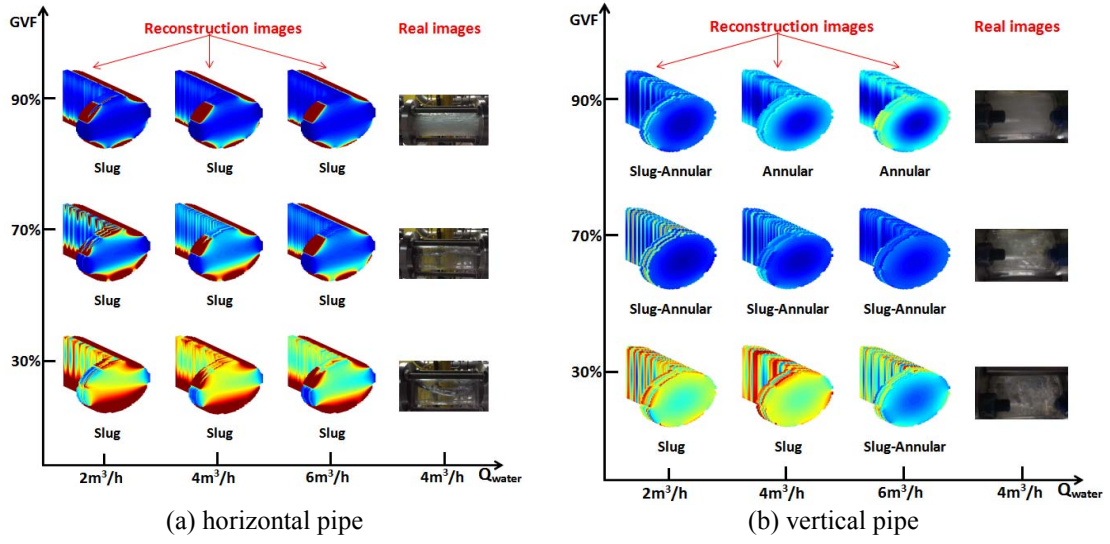 GVF
Reconstruction images
Real images
90%
Slug
Slug
Slug
70%
Slug
Slug
Slug
30%
Slug
Slug
Slug
2m³/h
4m³/h
6m³/h
4m³/h
Qwater
(a) horizontal pipe
GVF
Reconstruction images
Real images
90%
Slug-Annular
Annular
Annular
70%
Slug-Annular
Slug-Annular
Slug-Annular
30%
Slug
Slug
Slug-Annular
2m³/h
4m³/h
6m³/h
4m³/h
Qwater
(b) vertical pipe